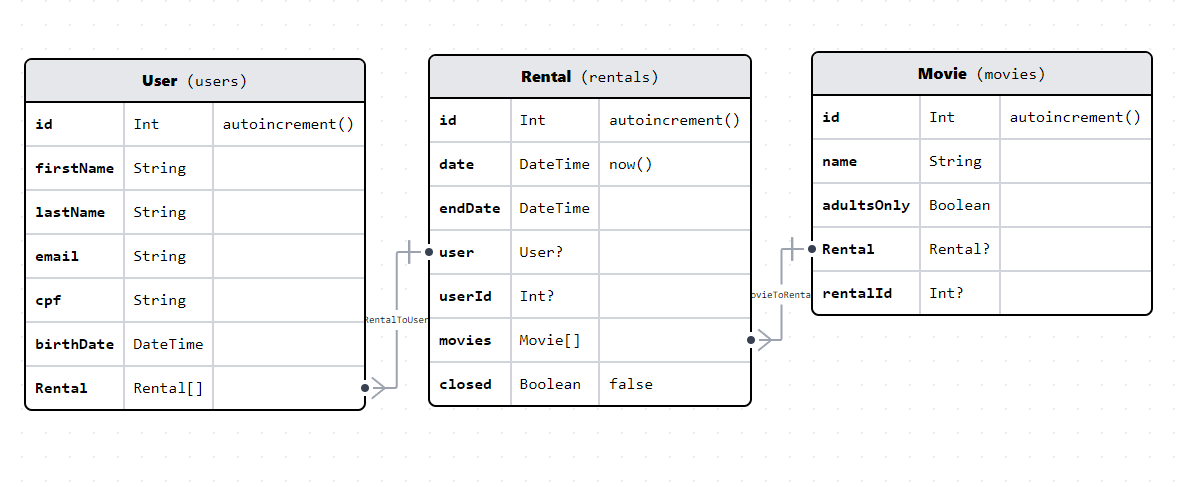 User (users)
id Int autoincrement()
firstName String
lastName String
email String
cpf String
birthDate DateTime
Rental Rental[]
RentalToUser
Rental (rentals)
id Int autoincrement()
date DateTime now()
endDate DateTime
user User?
userId Int?
movies Movie[]
closed Boolean false
ovieToRenta
Movie (movies)
id Int autoincrement()
name String
adultsOnly Boolean
Rental Rental?
rentalId Int?